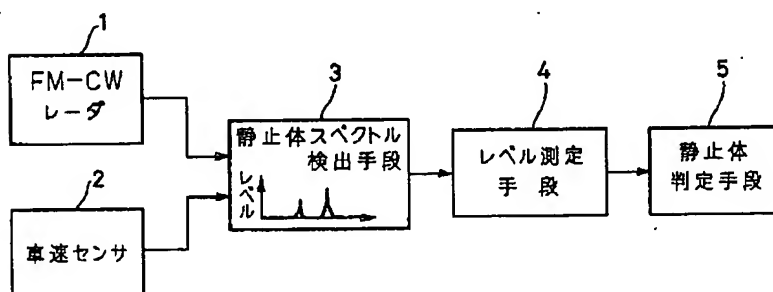 1
FM-CW
レーダ
2
車速センサ
3
静止体スペクトル
検出手段
レベル
4
レベル測定
手段
5
静止体
判定手段